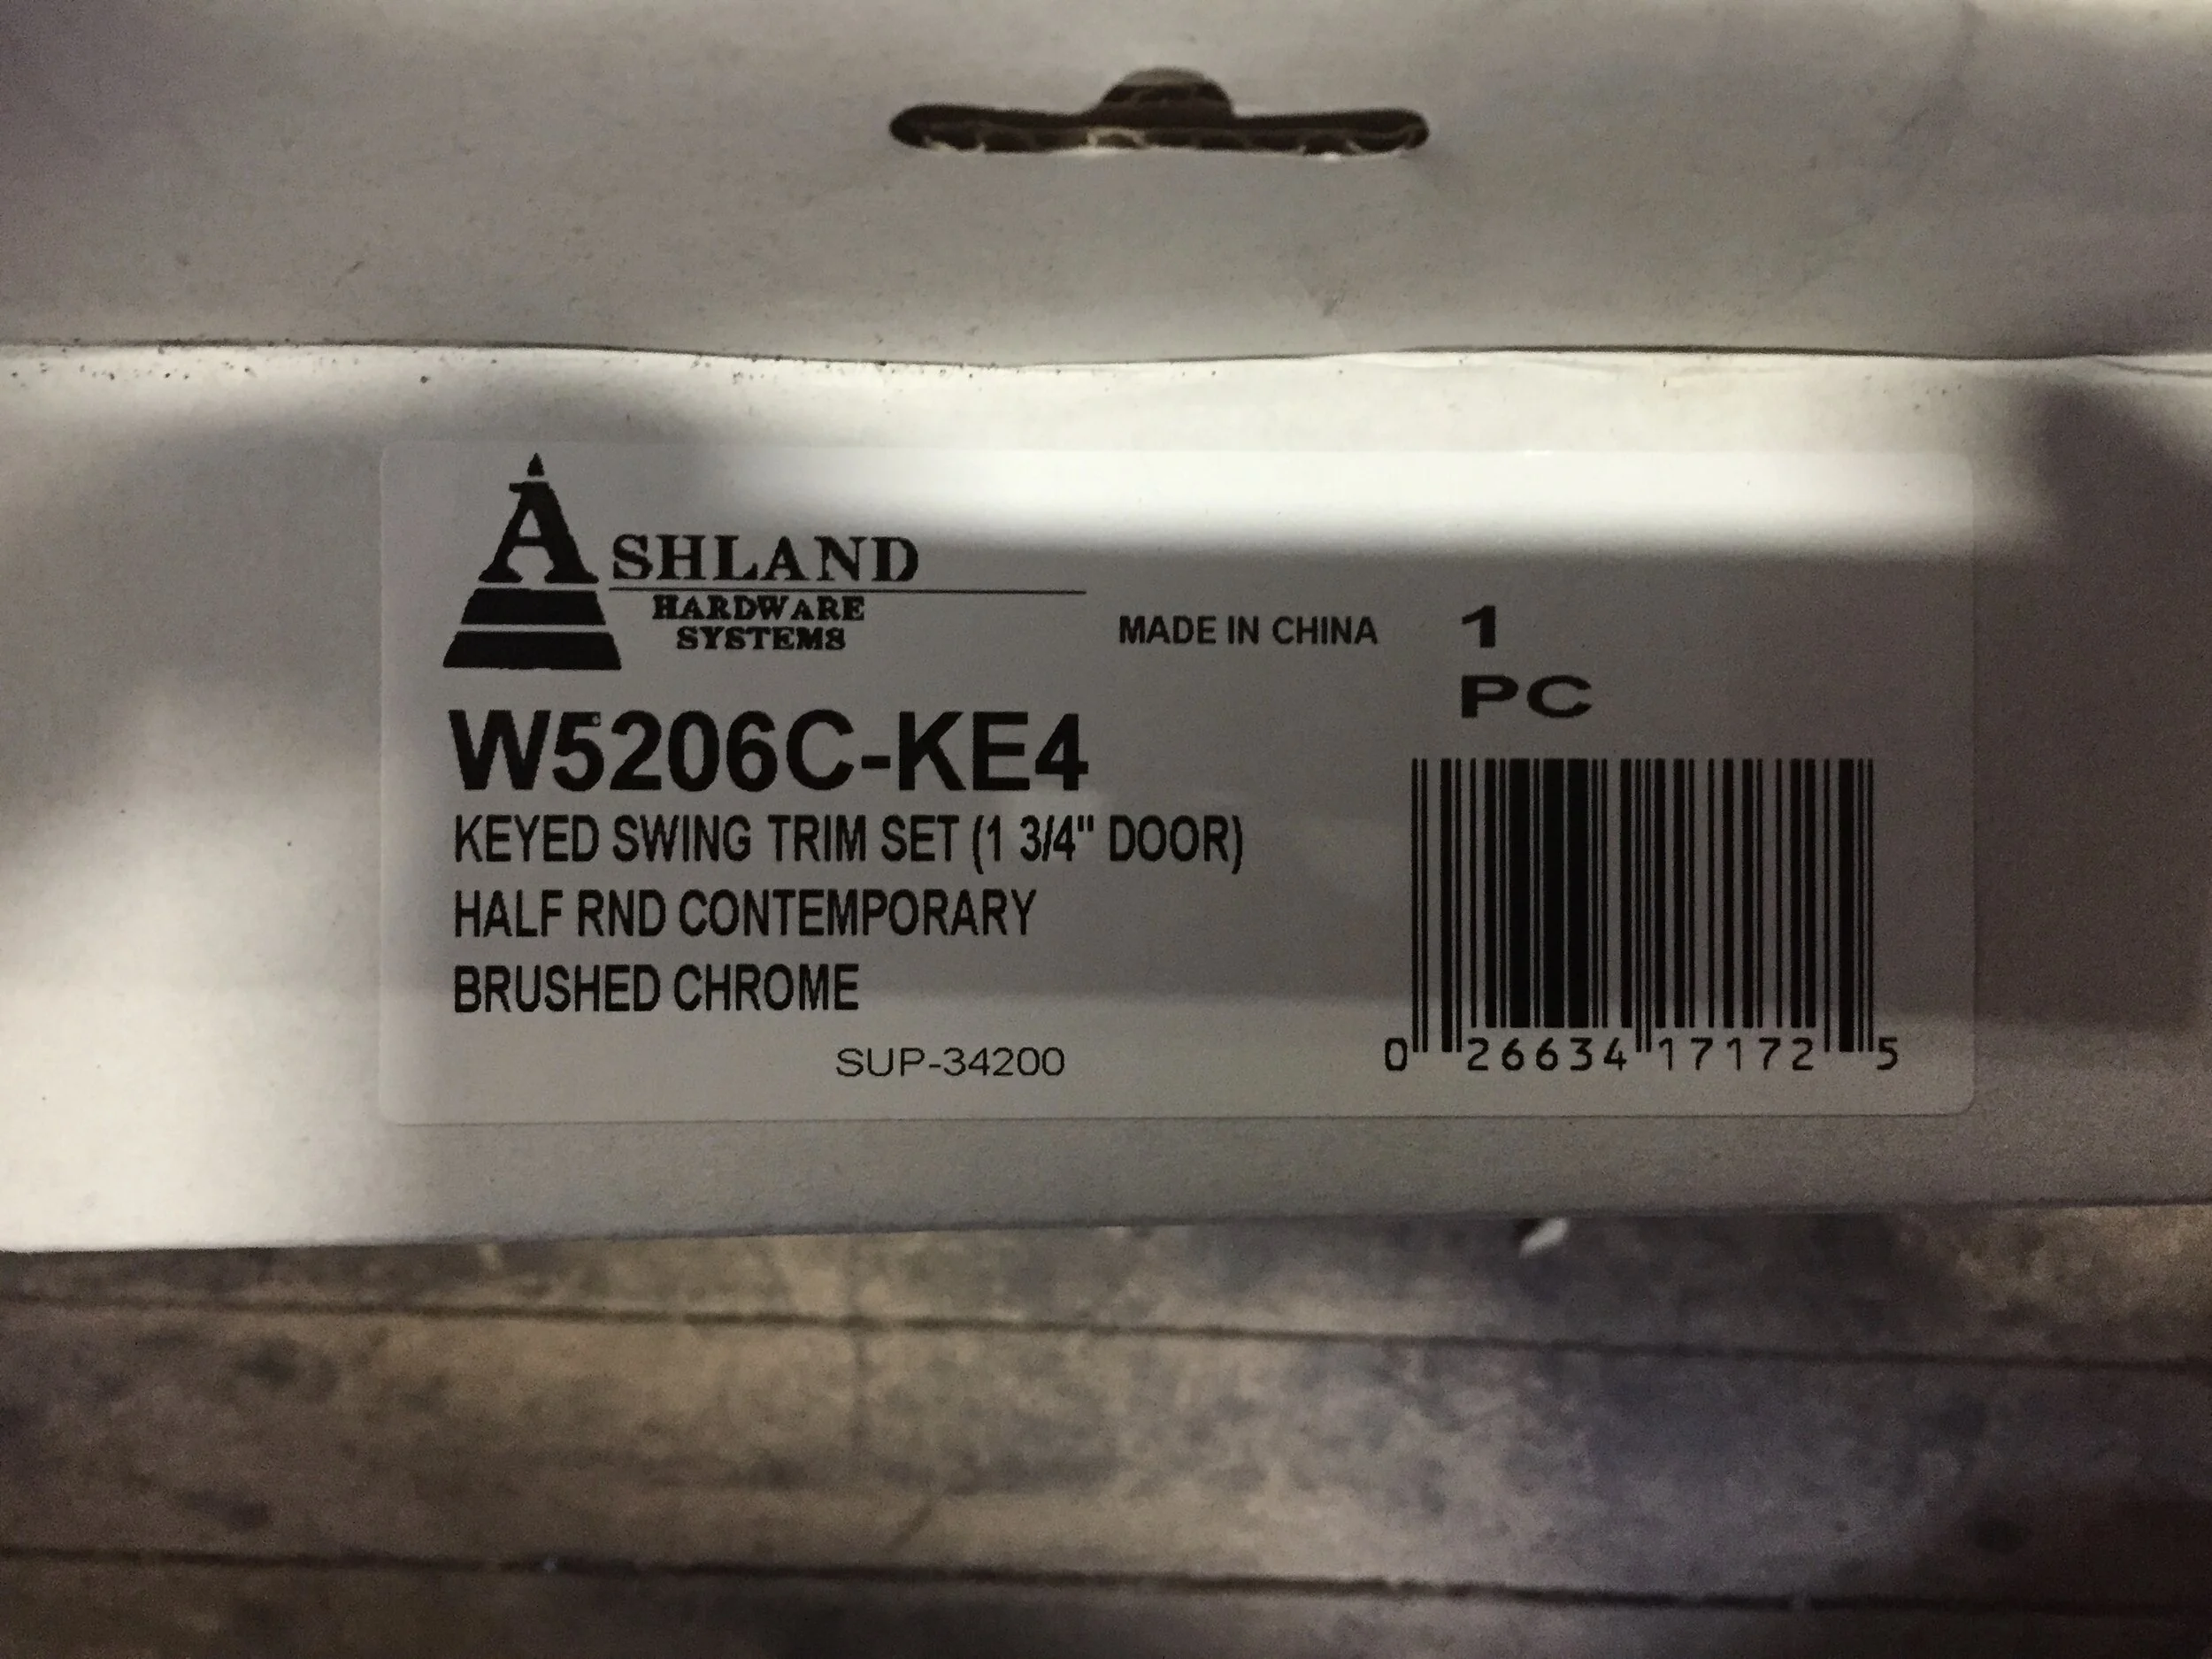 ASHLAND
HARDWARE
SYSTEMS
MADE IN CHINA
1
PC
W5206C-KE4
KEYED SWING TRIM SET (1 3/4" DOOR)
HALF RND CONTEMPORARY
BRUSHED CHROME
SUP-34200
0 26634 17172 5